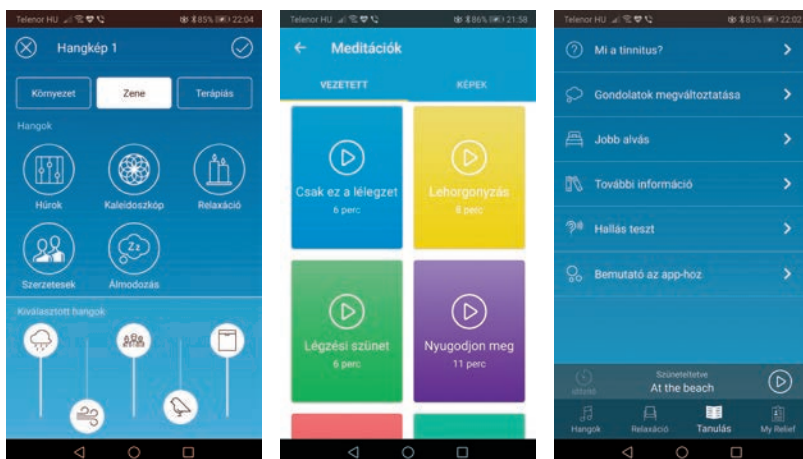 Telenor HU 85% 22:04
Hangkép 1
Környezet Zene Terápiás
Hangok
Húrok Kaleidoszkóp Relaxáció
Szerzetesek Álmodozás
Kiválasztott hangok
Telenor HU 86% 21:58
Meditációk
VEZETETT KÉPEK
Csak ez a lélegzet
6 perc
Lehorgonyzás
8 perc
Légzési szünet
6 perc
Nyugodjon meg
11 perc
Telenor HU 85% 22:02
Mi a tinnitus?
Gondolatok megváltoztatása
Jobb alvás
További információ
Hallás teszt
Bemutató az app-hoz
Szüneteltetve
At the beach
Hangok Relaxáció Tanulás My Relief